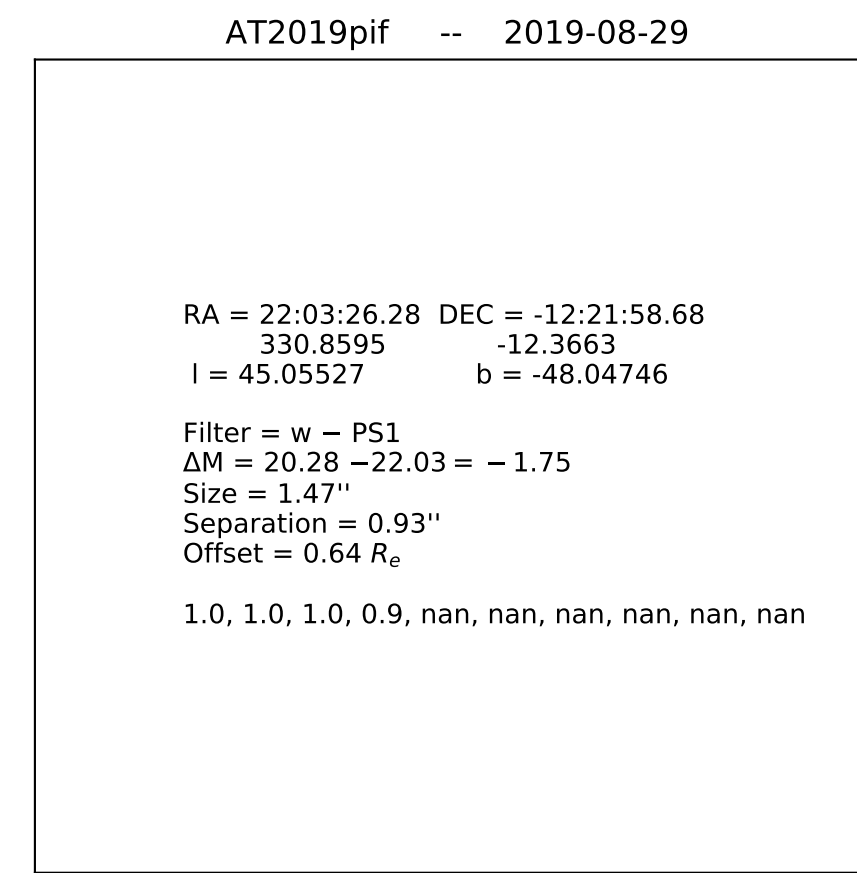 AT2019pif -- 2019-08-29
RA = 22:03:26.28 DEC = -12:21:58.68
330.8595 -12.3663
l = 45.05527 b = -48.04746
Filter = w − PS1
ΔM = 20.28 −22.03 = − 1.75
Size = 1.47''
Separation = 0.93''
Offset = 0.64 Rₑ
1.0, 1.0, 1.0, 0.9, nan, nan, nan, nan, nan, nan